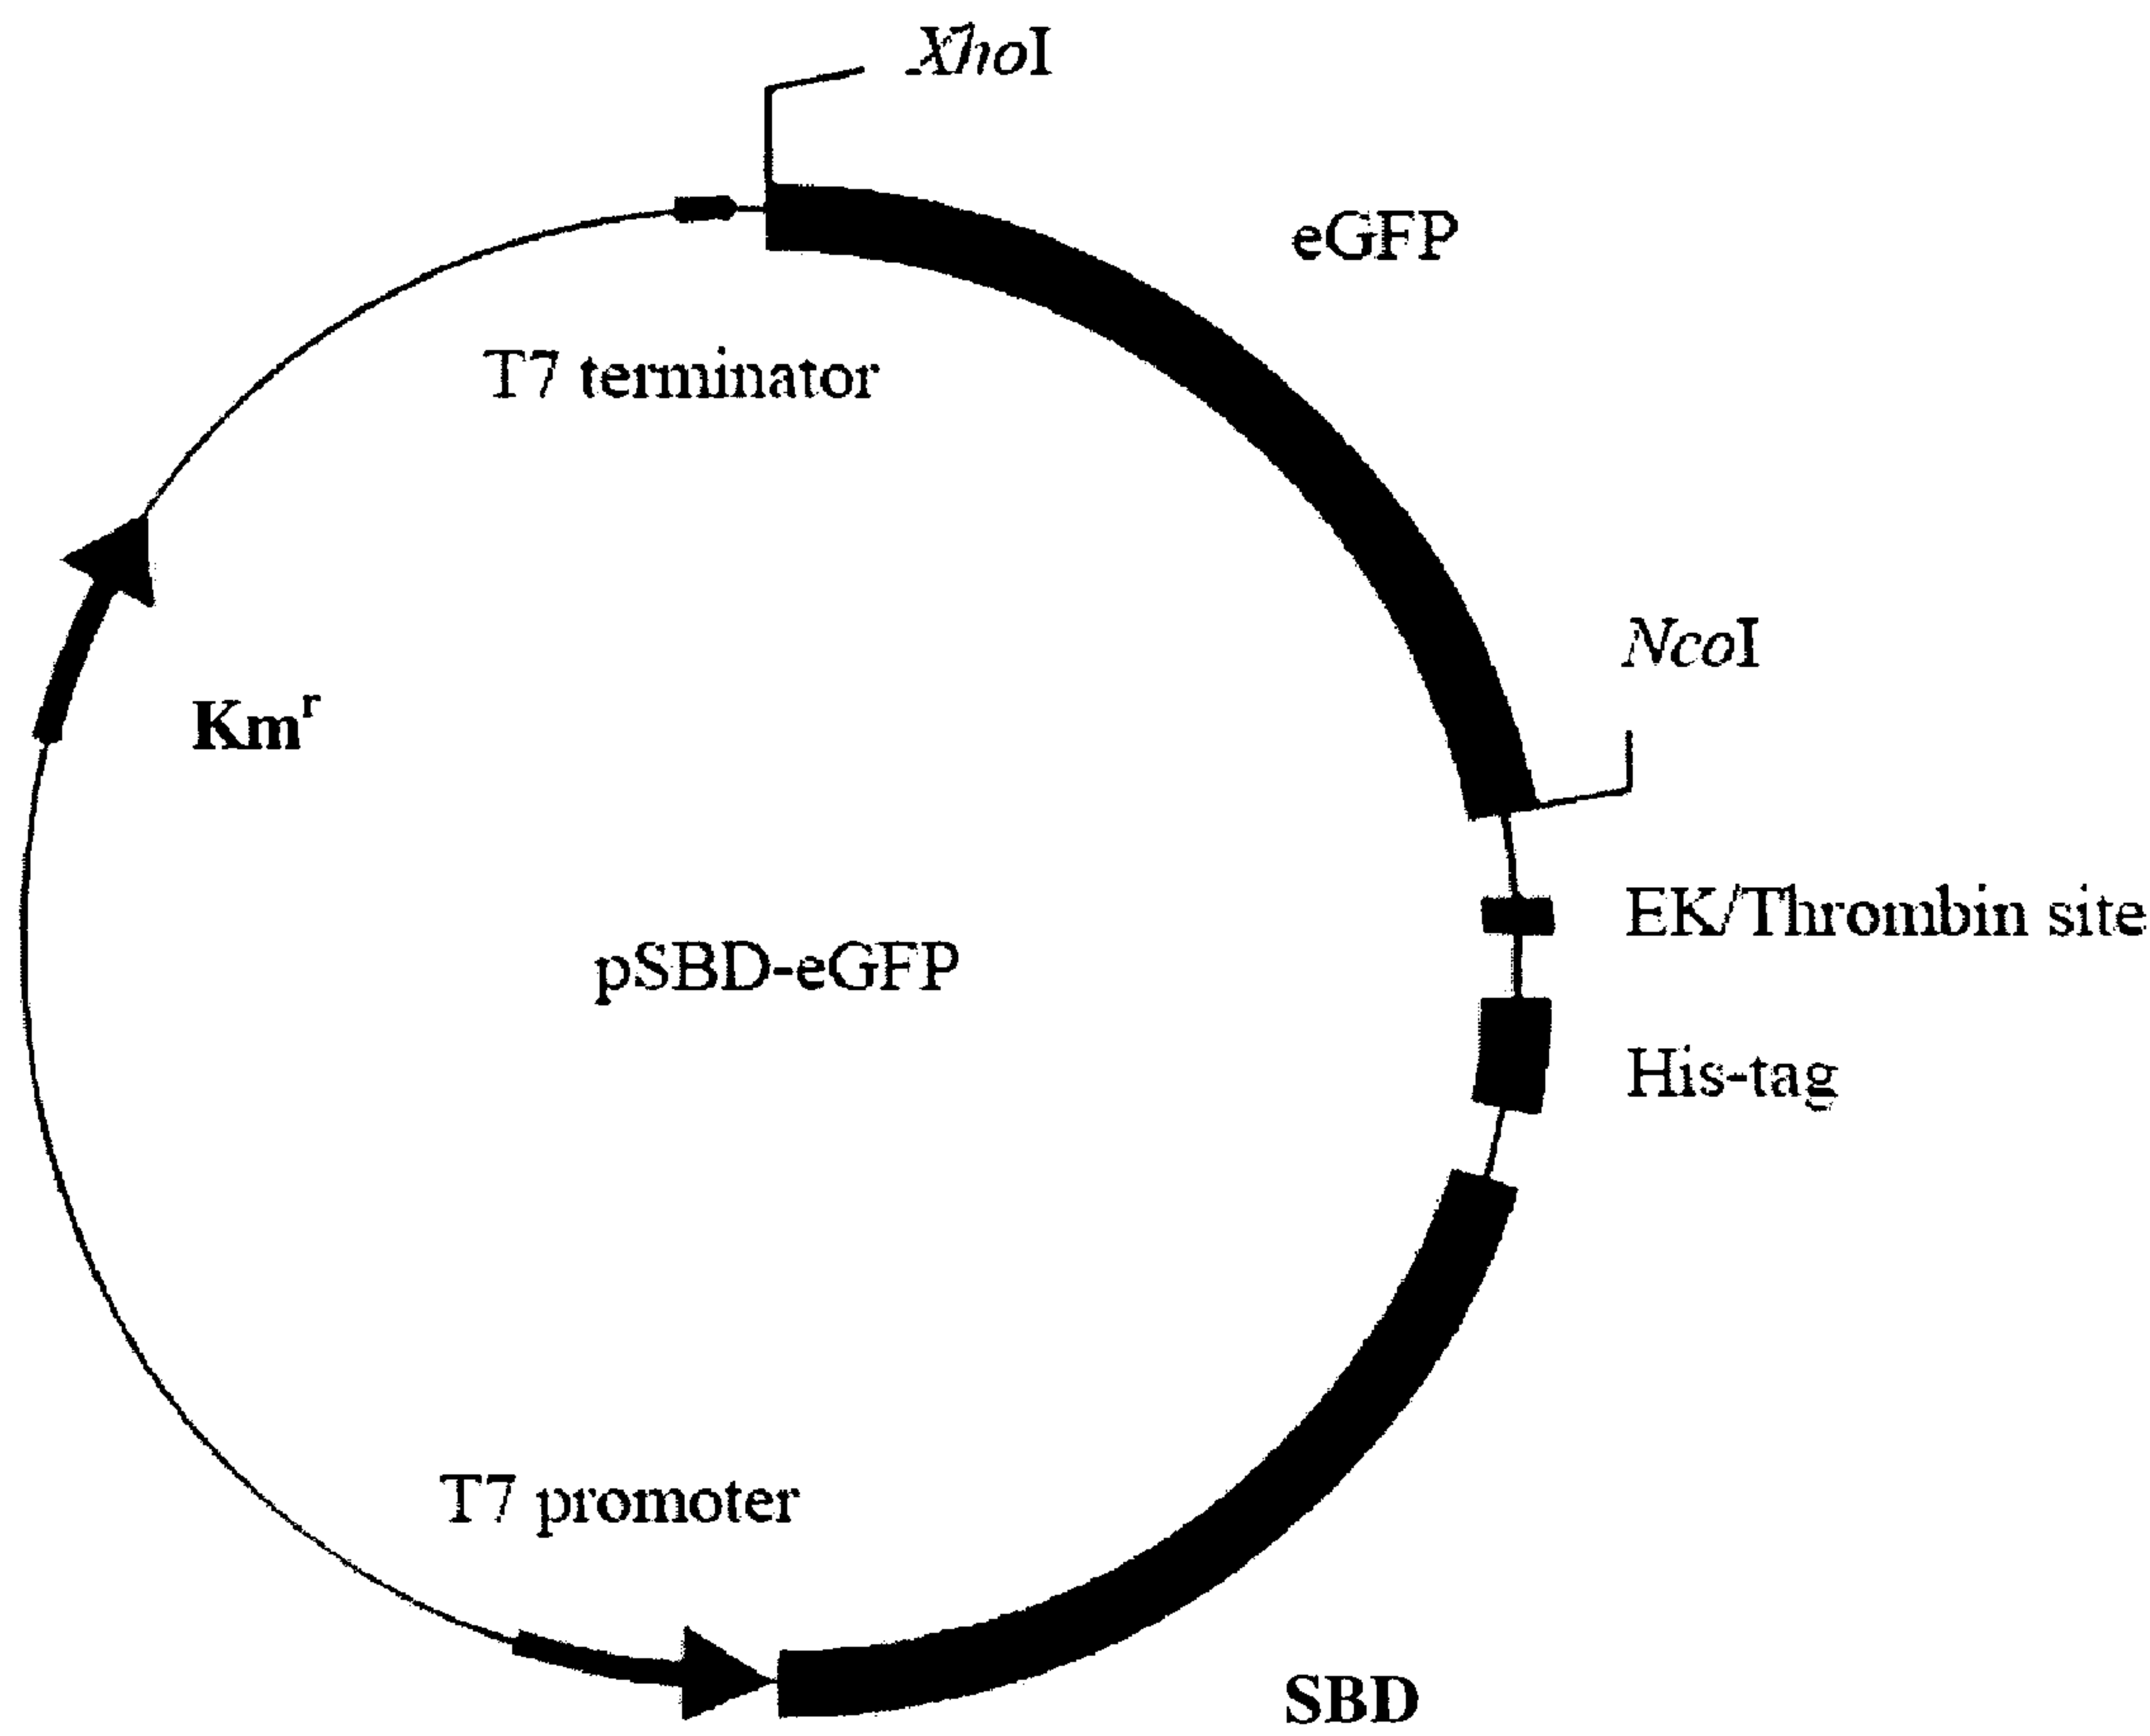 XhoI
eGFP
T7 terminator
NcoI
Kmʳ
EK/Thrombin site
pSBD-eGFP
His-tag
T7 promoter
SBD